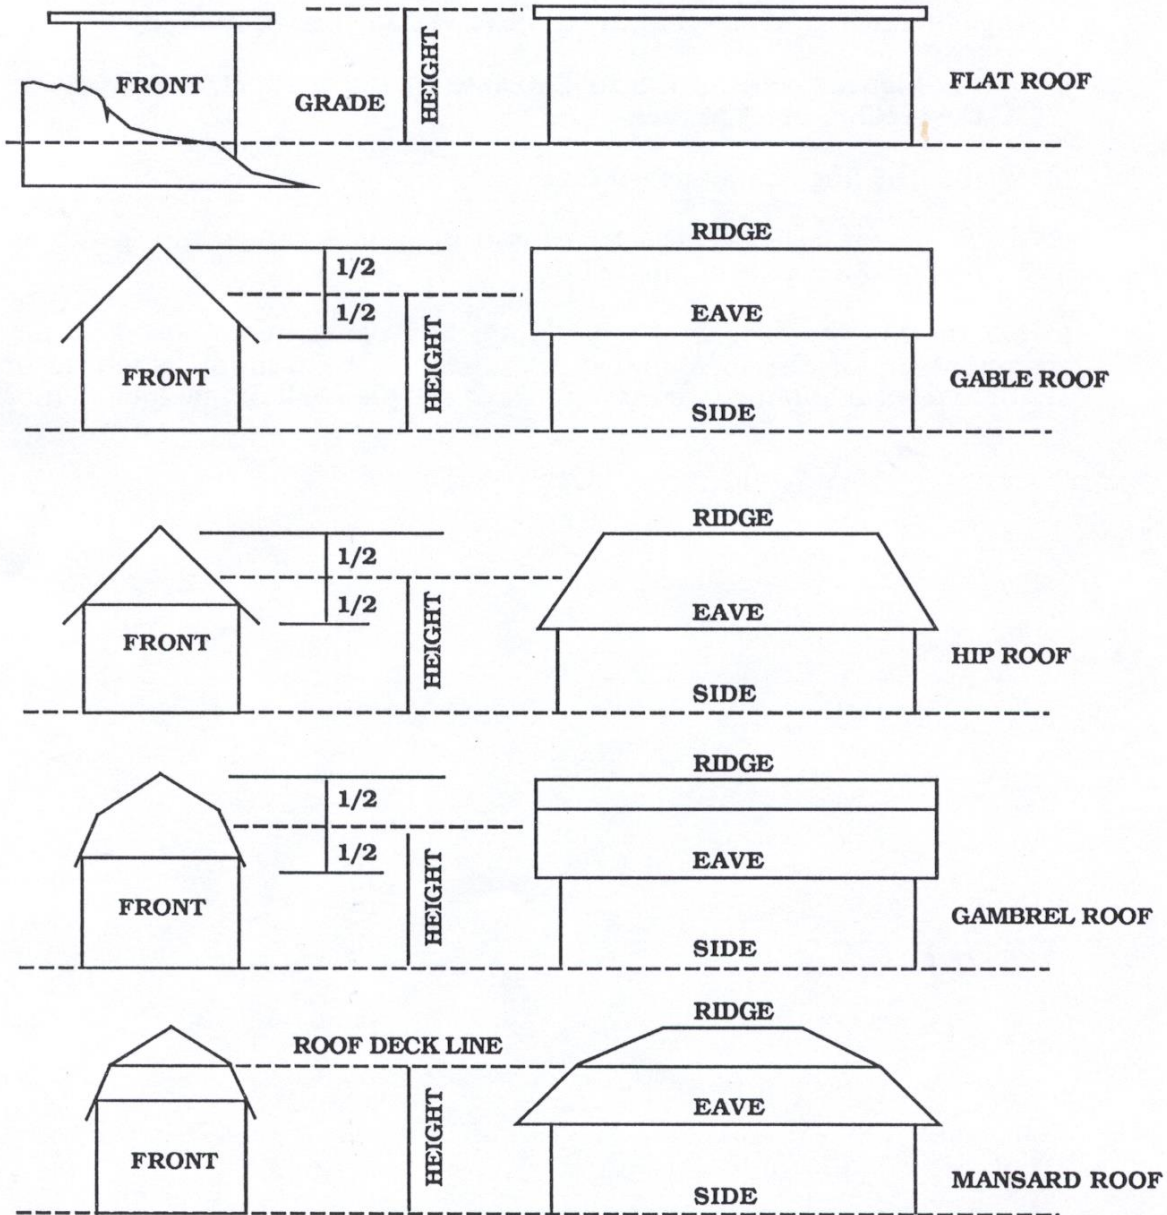 FRONT
GRADE
HEIGHT
FLAT ROOF
RIDGE
1/2
1/2
EAVE
HEIGHT
FRONT
GABLE ROOF
SIDE
RIDGE
1/2
1/2
EAVE
HEIGHT
FRONT
HIP ROOF
SIDE
RIDGE
1/2
1/2
EAVE
HEIGHT
FRONT
GAMBREL ROOF
SIDE
RIDGE
ROOF DECK LINE
EAVE
HEIGHT
FRONT
MANSARD ROOF
SIDE